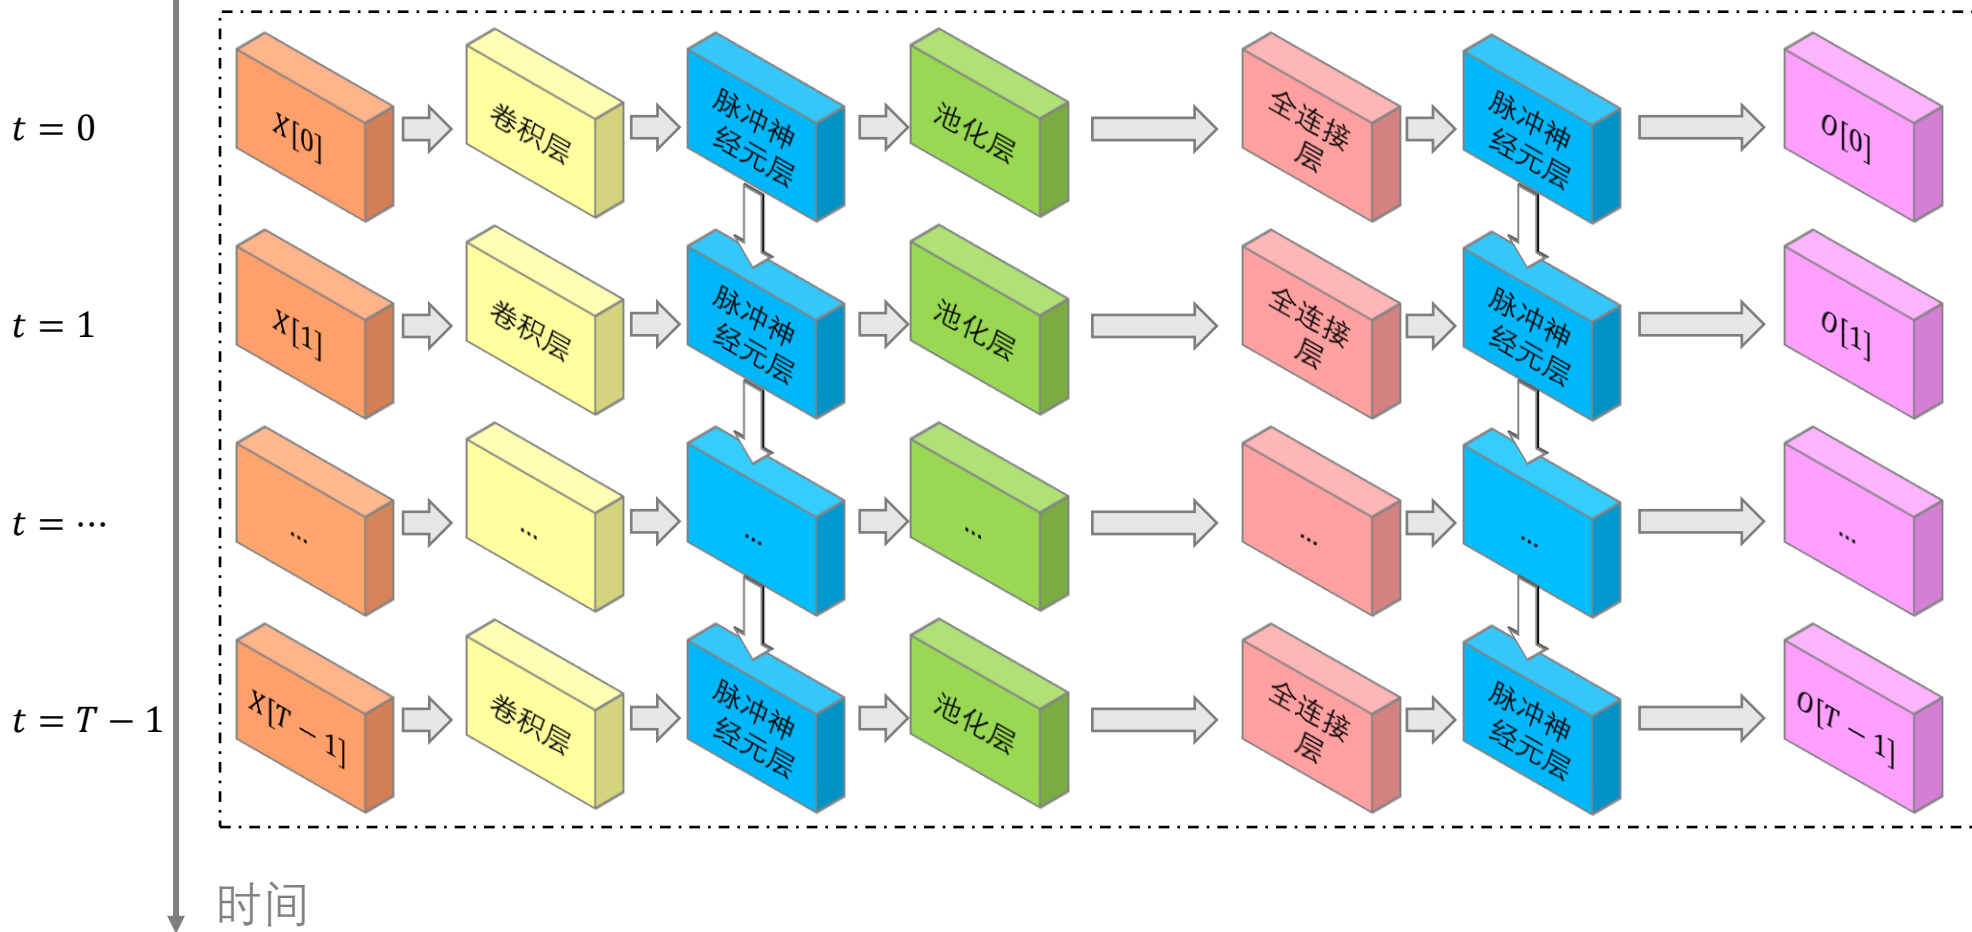 t = 0
X[0]
卷积层
脉冲神
经元层
池化层
全连接
层
脉冲神
经元层
O[0]
t = 1
X[1]
卷积层
脉冲神
经元层
池化层
全连接
层
脉冲神
经元层
O[1]
t = ⋯
...
...
...
...
...
...
...
t = T − 1
X[T − 1]
卷积层
脉冲神
经元层
池化层
全连接
层
脉冲神
经元层
O[T − 1]
时间